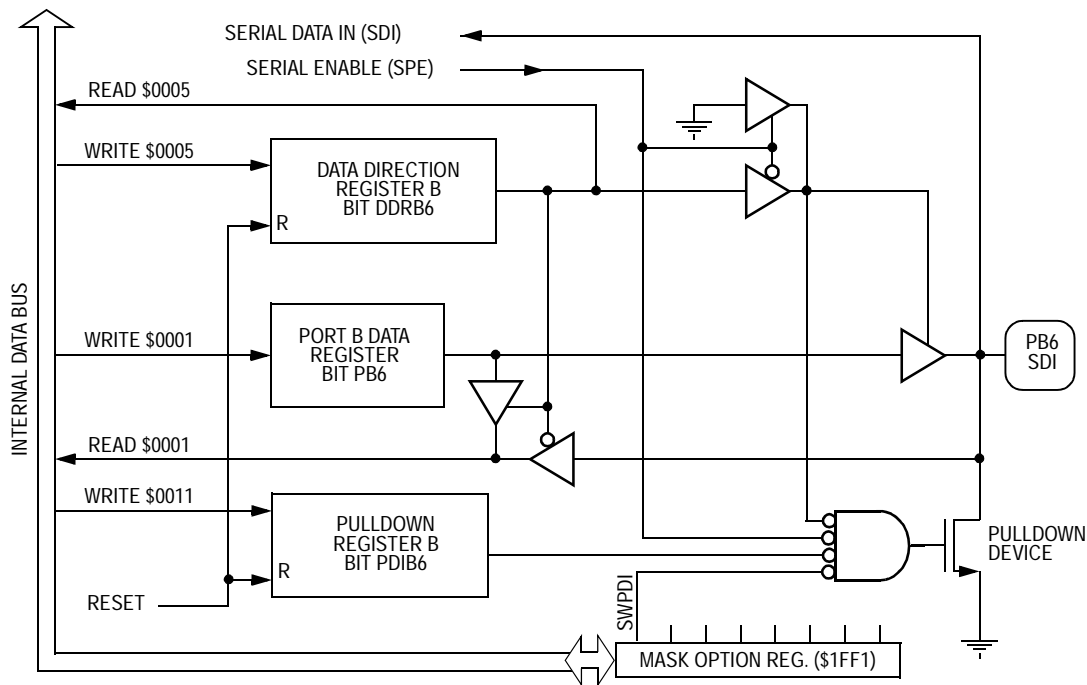 SERIAL DATA IN (SDI)
SERIAL ENABLE (SPE)
READ $0005
WRITE $0005
DATA DIRECTION
REGISTER B
BIT DDRB6
R
INTERNAL DATA BUS
WRITE $0001
PORT B DATA
REGISTER
BIT PB6
PB6
SDI
READ $0001
WRITE $0011
PULLDOWN
REGISTER B
BIT PDIB6
R
PULLDOWN
DEVICE
RESET
SWPDI
MASK OPTION REG. ($1FF1)